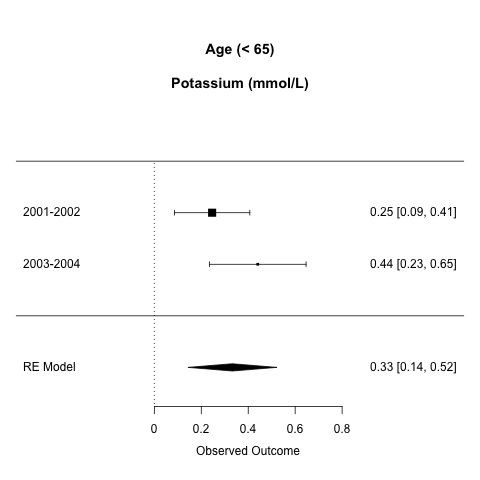 Age (< 65)
Potassium (mmol/L)
2001-2002 0.25 [0.09, 0.41]
2003-2004 0.44 [0.23, 0.65]
RE Model 0.33 [0.14, 0.52]
0 0.2 0.4 0.6 0.8
Observed Outcome